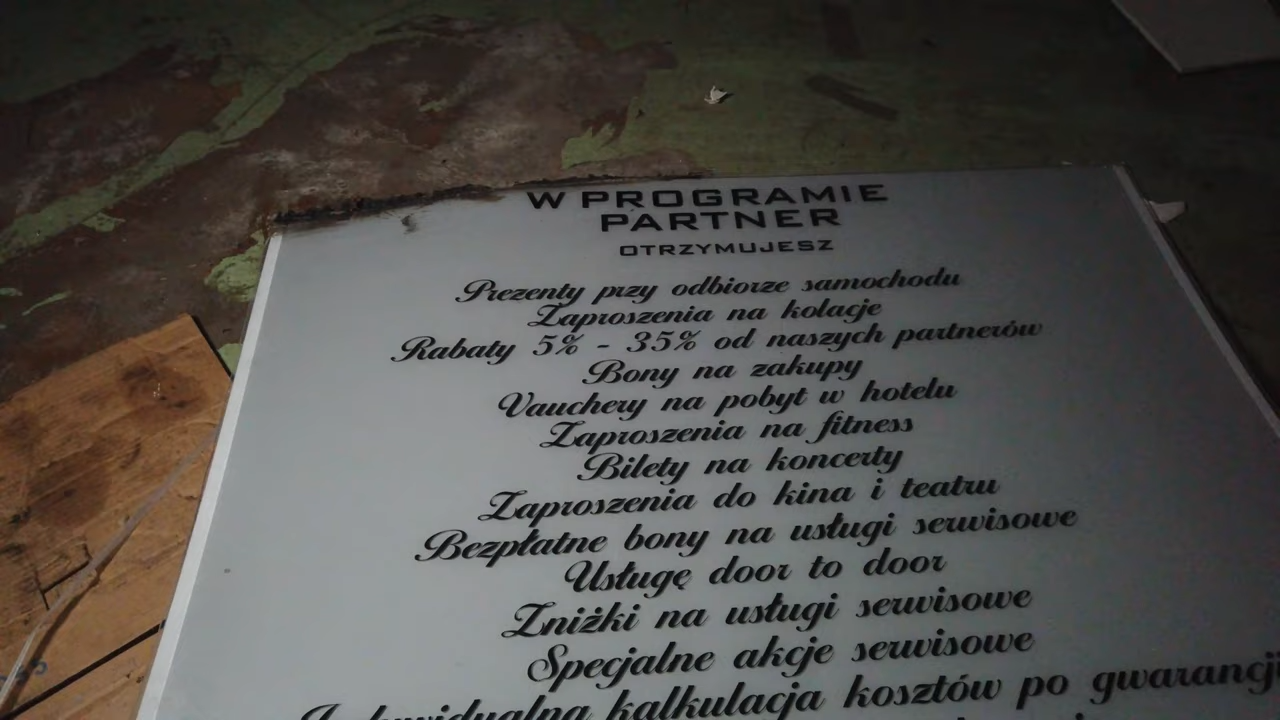 W PROGRAMIE
PARTNER
OTRZYMUJESZ
Prezenty przy odbiorze samochodu
Zaproszenia na kolacje
Rabaty 5% - 35% od naszych partnerów
Bony na zakupy
Vauchery na pobyt w hotelu
Zaproszenia na fitness
Bilety na koncerty
Zaproszenia do kina i teatru
Bezpłatne bony na usługi serwisowe
Usługę door to door
Zniżki na usługi serwisowe
Specjalne akcje serwisowe
Indywidualna kalkulacja kosztów po gwarancji